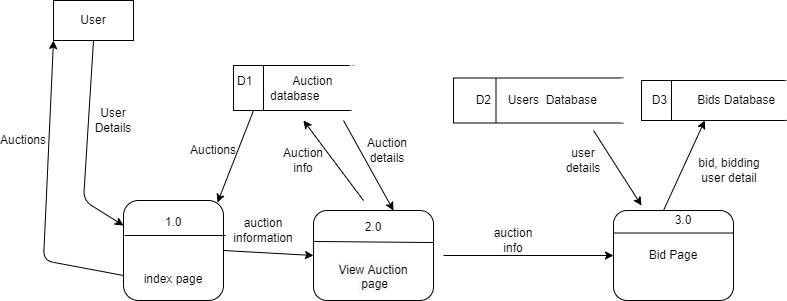 User
D1
Auction
database
D2
Users Database
D3
Bids Database
User
Details
Auctions
Auctions
Auction
info
Auction
details
user
details
bid, bidding
user detail
1.0
index page
auction
information
2.0
View Auction
page
auction
info
3.0
Bid Page